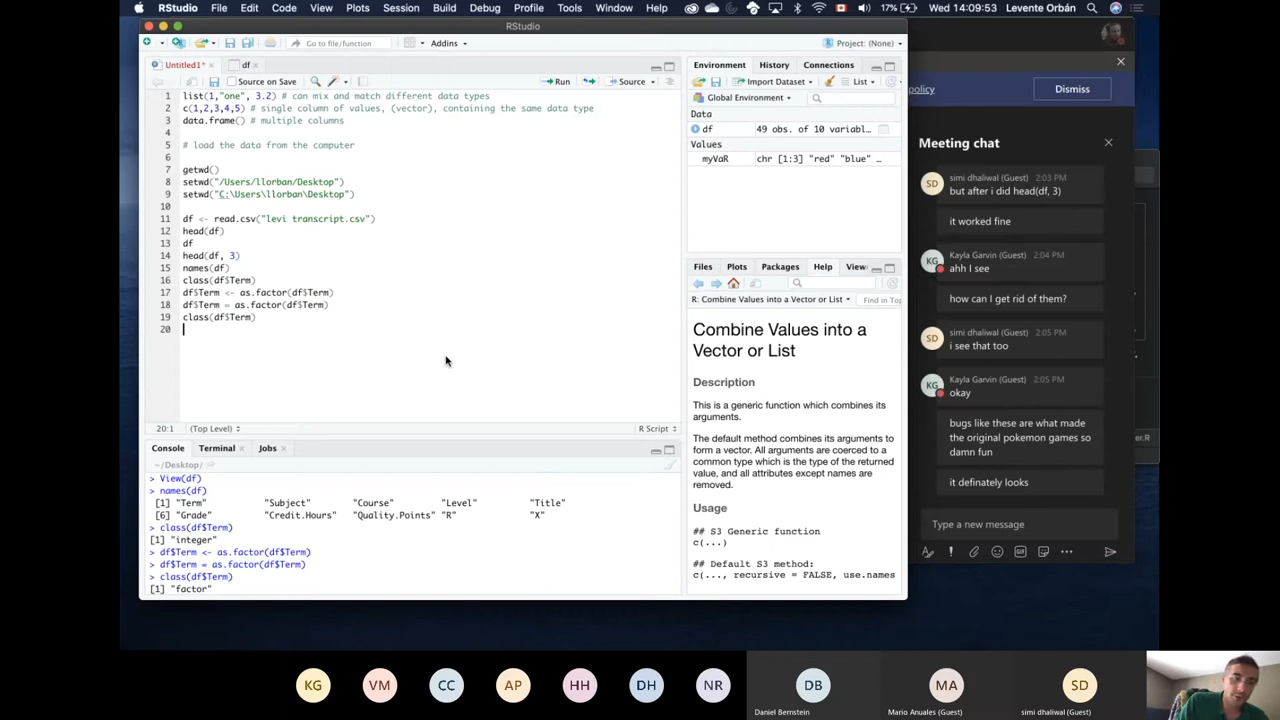 RStudio File Edit Code View Plots Session Build Debug Profile Tools Window Help 17% Wed 14:09:53 Levente Orbán
RStudio
Go to file/function Addins Project: (None)
Untitled1* df
Source on Save Run Source
1 list(1,"one", 3.2) # can mix and match different data types
2 c(1,2,3,4,5) # single column of values, (vector), containing the same data type
3 data.frame() # multiple columns
4
5 # load the data from the computer
6
7 getwd()
8 setwd("/Users/llorban/Desktop")
9 setwd("C:\Users\llorban\Desktop")
10
11 df <- read.csv("levi transcript.csv")
12 head(df)
13 df
14 head(df, 3)
15 names(df)
16 class(df$Term)
17 df$Term <- as.factor(df$Term)
18 df$Term = as.factor(df$Term)
19 class(df$Term)
20
20:1 (Top Level) R Script
Console Terminal Jobs
~/Desktop/
> View(df)
> names(df)
[1] "Term" "Subject" "Course" "Level" "Title"
[6] "Grade" "Credit.Hours" "Quality.Points" "R" "X"
> class(df$Term)
[1] "integer"
> df$Term <- as.factor(df$Term)
> df$Term = as.factor(df$Term)
> class(df$Term)
[1] "factor"
Environment History Connections
Import Dataset List
Global Environment
Data
df 49 obs. of 10 variabl…
Values
myVaR chr [1:3] "red" "blue" …
Files Plots Packages Help View
R: Combine Values into a Vector or List Find in Top
Combine Values into a
Vector or List
Description
This is a generic function which combines its
arguments.
The default method combines its arguments to
form a vector. All arguments are coerced to a
common type which is the type of the returned
value, and all attributes except names are
removed.
Usage
## S3 Generic function
c(...)
## Default S3 method:
c(..., recursive = FALSE, use.names
policy Dismiss
Meeting chat
SD simi dhaliwal (Guest) 2:03 PM
but after i did head(df, 3)
it worked fine
KG Kayla Garvin (Guest) 2:04 PM
ahh I see
how can I get rid of them?
SD simi dhaliwal (Guest) 2:05 PM
i see that too
KG Kayla Garvin (Guest) 2:05 PM
okay
bugs like these are what made
the original pokemon games so
damn fun
it definately looks
Type a new message
er.R
KG VM CC AP HH DH NR DB MA SD
Daniel Bernstein Mario Anuales (Guest) simi dhaliwal (Guest)